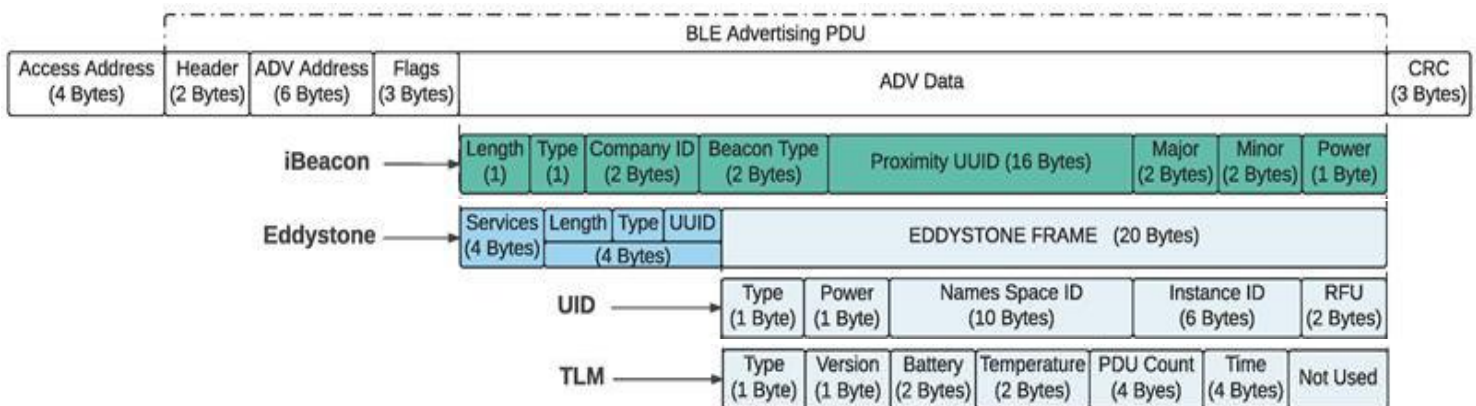 BLE Advertising PDU
Access Address Header ADV Address Flags ADV Data CRC
(4 Bytes) (2 Bytes) (6 Bytes) (3 Bytes) (3 Bytes)
iBeacon Length Type Company ID Beacon Type Proximity UUID (16 Bytes) Major Minor Power
(1) (1) (2 Bytes) (2 Bytes) (2 Bytes) (2 Bytes) (1 Byte)
Eddystone Services Length Type UUID EDDYSTONE FRAME (20 Bytes)
(4 Bytes) (4 Bytes)
UID Type Power Names Space ID Instance ID RFU
(1 Byte) (1 Byte) (10 Bytes) (6 Bytes) (2 Bytes)
TLM Type Version Battery Temperature PDU Count Time Not Used
(1 Byte) (1 Byte) (2 Bytes) (2 Bytes) (4 Byes) (4 Bytes)